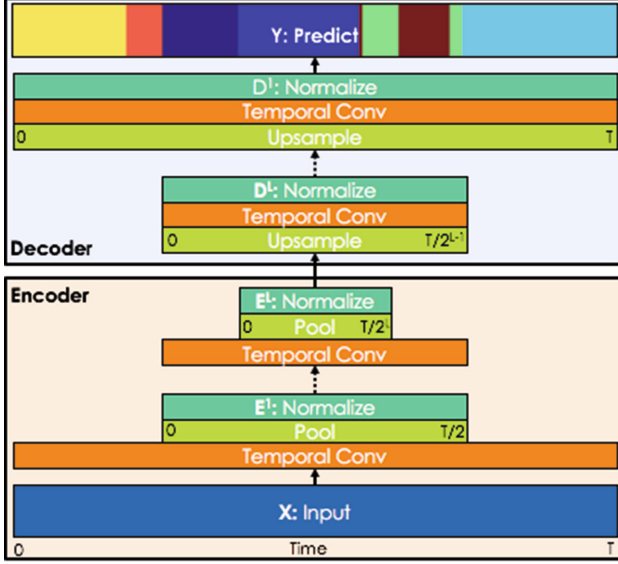 Y: Predict
D¹: Normalize
Temporal Conv
0 Upsample T
Dᴸ: Normalize
Temporal Conv
0 Upsample T/2ᴸ⁻¹
Decoder
Encoder
Eᴸ: Normalize
0 Pool T/2ᴸ
Temporal Conv
E¹: Normalize
0 Pool T/2
Temporal Conv
X: Input
0 Time T